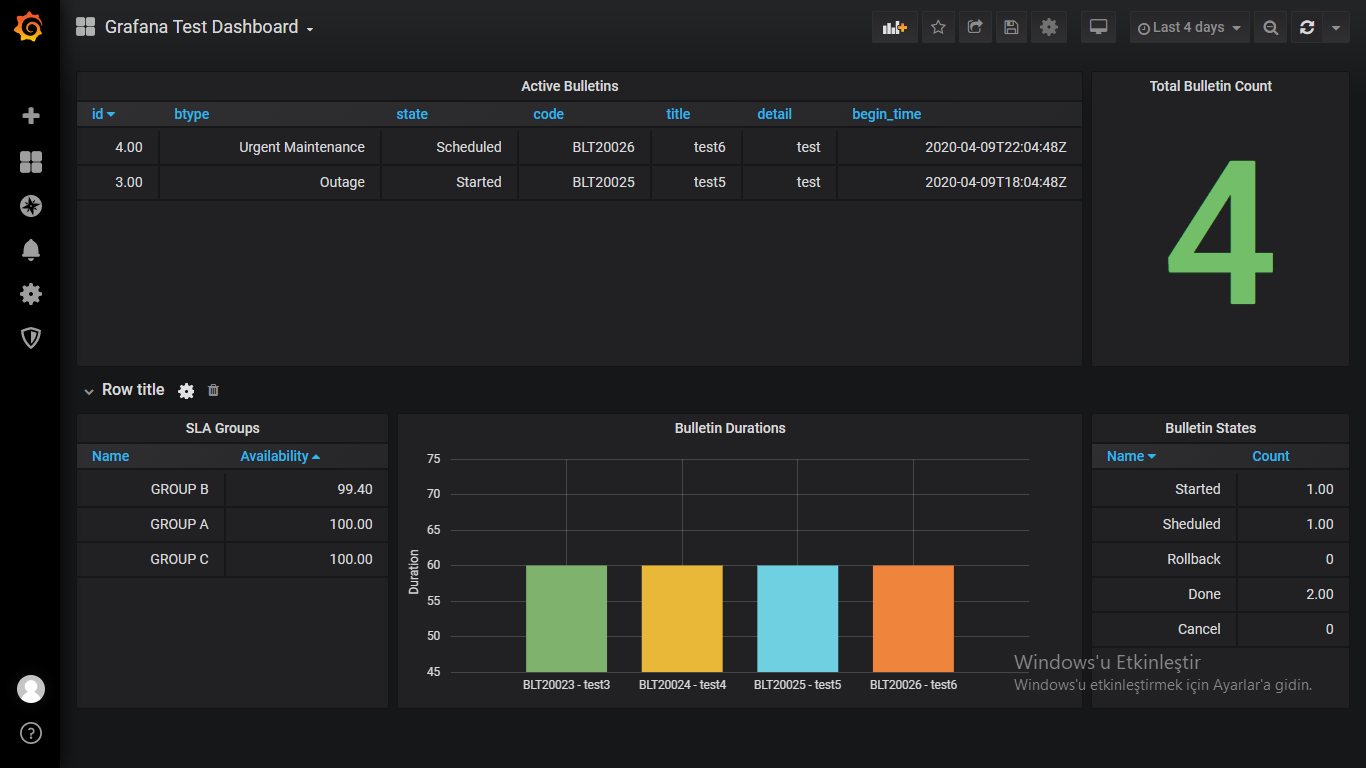 Grafana Test Dashboard
Last 4 days
Active Bulletins
id btype state code title detail begin_time
4.00 Urgent Maintenance Scheduled BLT20026 test6 test 2020-04-09T22:04:48Z
3.00 Outage Started BLT20025 test5 test 2020-04-09T18:04:48Z
Total Bulletin Count
4
Row title
SLA Groups
Name Availability
GROUP B 99.40
GROUP A 100.00
GROUP C 100.00
Bulletin Durations
Duration
75
70
65
60
55
50
45
BLT20023 - test3 BLT20024 - test4 BLT20025 - test5 BLT20026 - test6
Bulletin States
Name Count
Started 1.00
Sheduled 1.00
Rollback 0
Done 2.00
Cancel 0
Windows'u Etkinleştir
Windows'u etkinleştirmek için Ayarlar'a gidin.